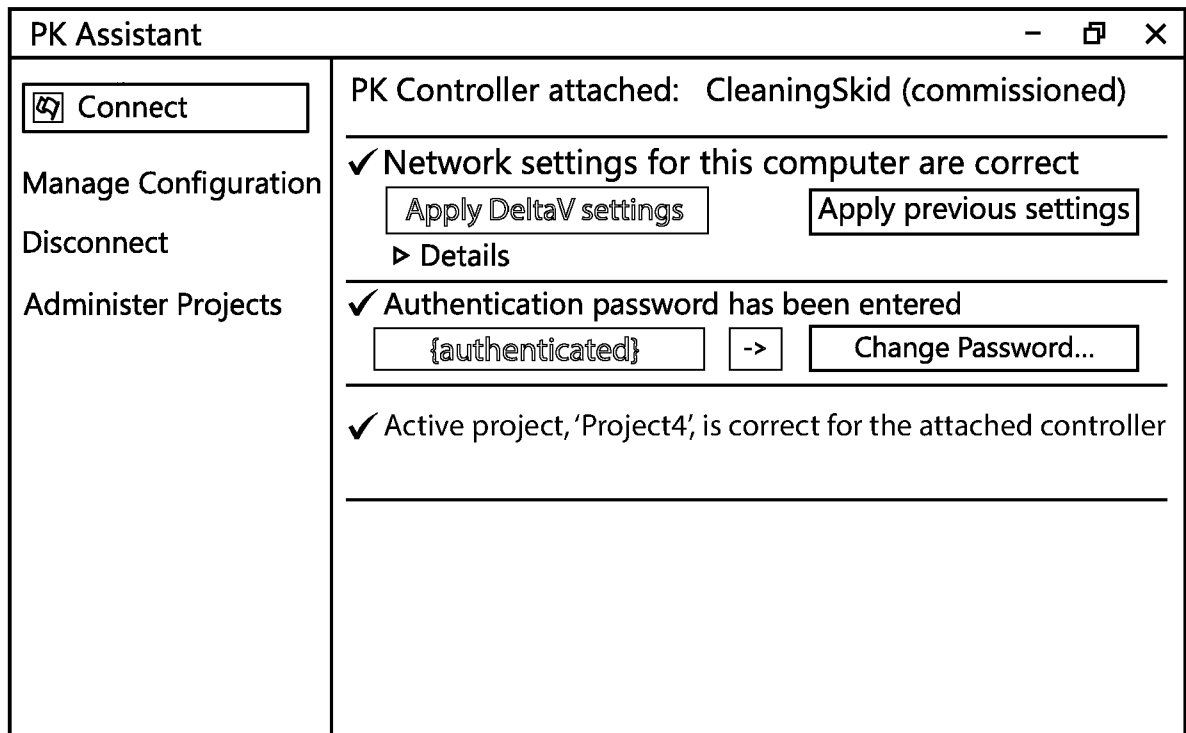 PK Assistant
Connect
Manage Configuration
Disconnect
Administer Projects
PK Controller attached: CleaningSkid (commissioned)
Network settings for this computer are correct
Apply DeltaV settings
Apply previous settings
Details
Authentication password has been entered
{authenticated}
->
Change Password...
Active project, 'Project4', is correct for the attached controller